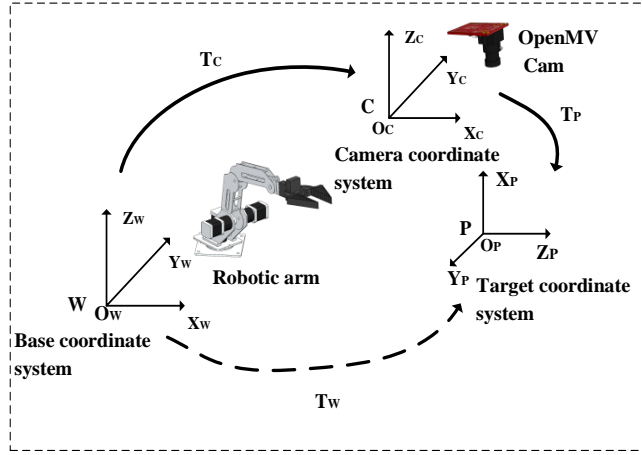 OpenMV
Cam
ZC
TC
YC
C
OC
XC
TP
Camera coordinate
system
XP
P
OP
ZP
YP
Target coordinate
system
ZW
YW
Robotic arm
W
OW
XW
Base coordinate
system
TW